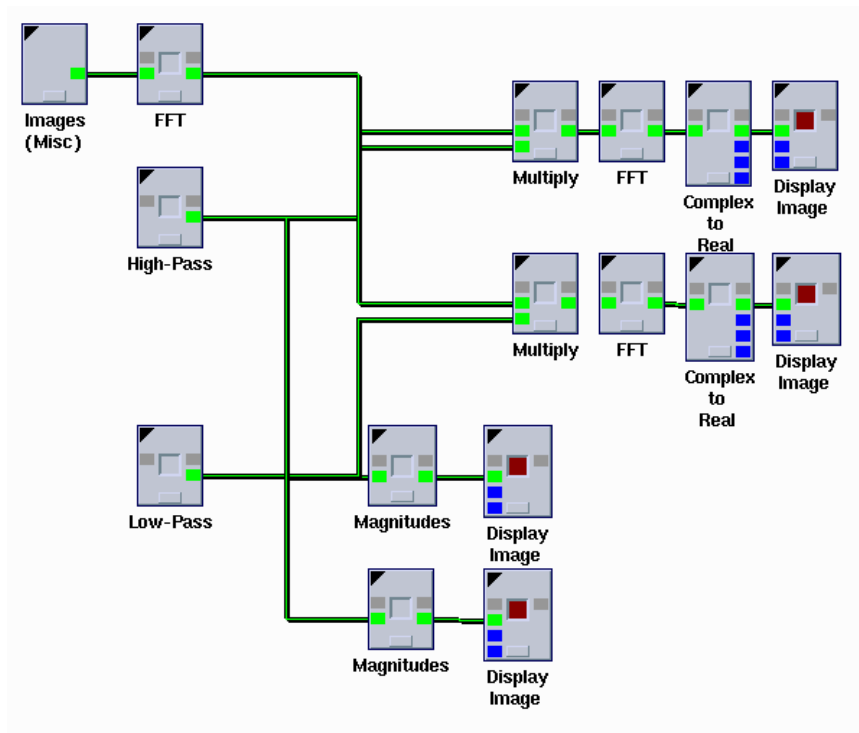 Images
(Misc)
FFT
High-Pass
Multiply
FFT
Complex
to
Real
Display
Image
Multiply
FFT
Complex
to
Real
Display
Image
Low-Pass
Magnitudes
Display
Image
Magnitudes
Display
Image